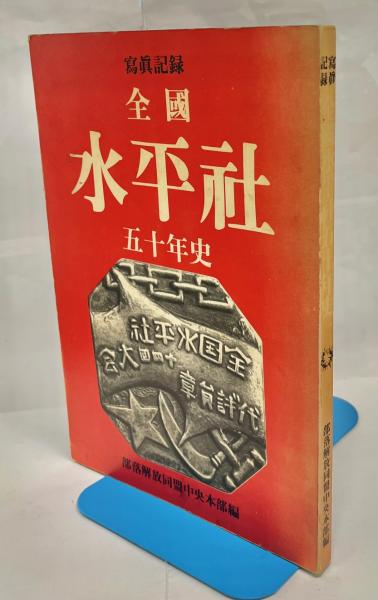 寫眞記録
全國
水平社
五十年史
全国水平社
十四回大会
代議員章
部落解放同盟中央本部編
寫眞
記録
部落解放同盟中央本部編